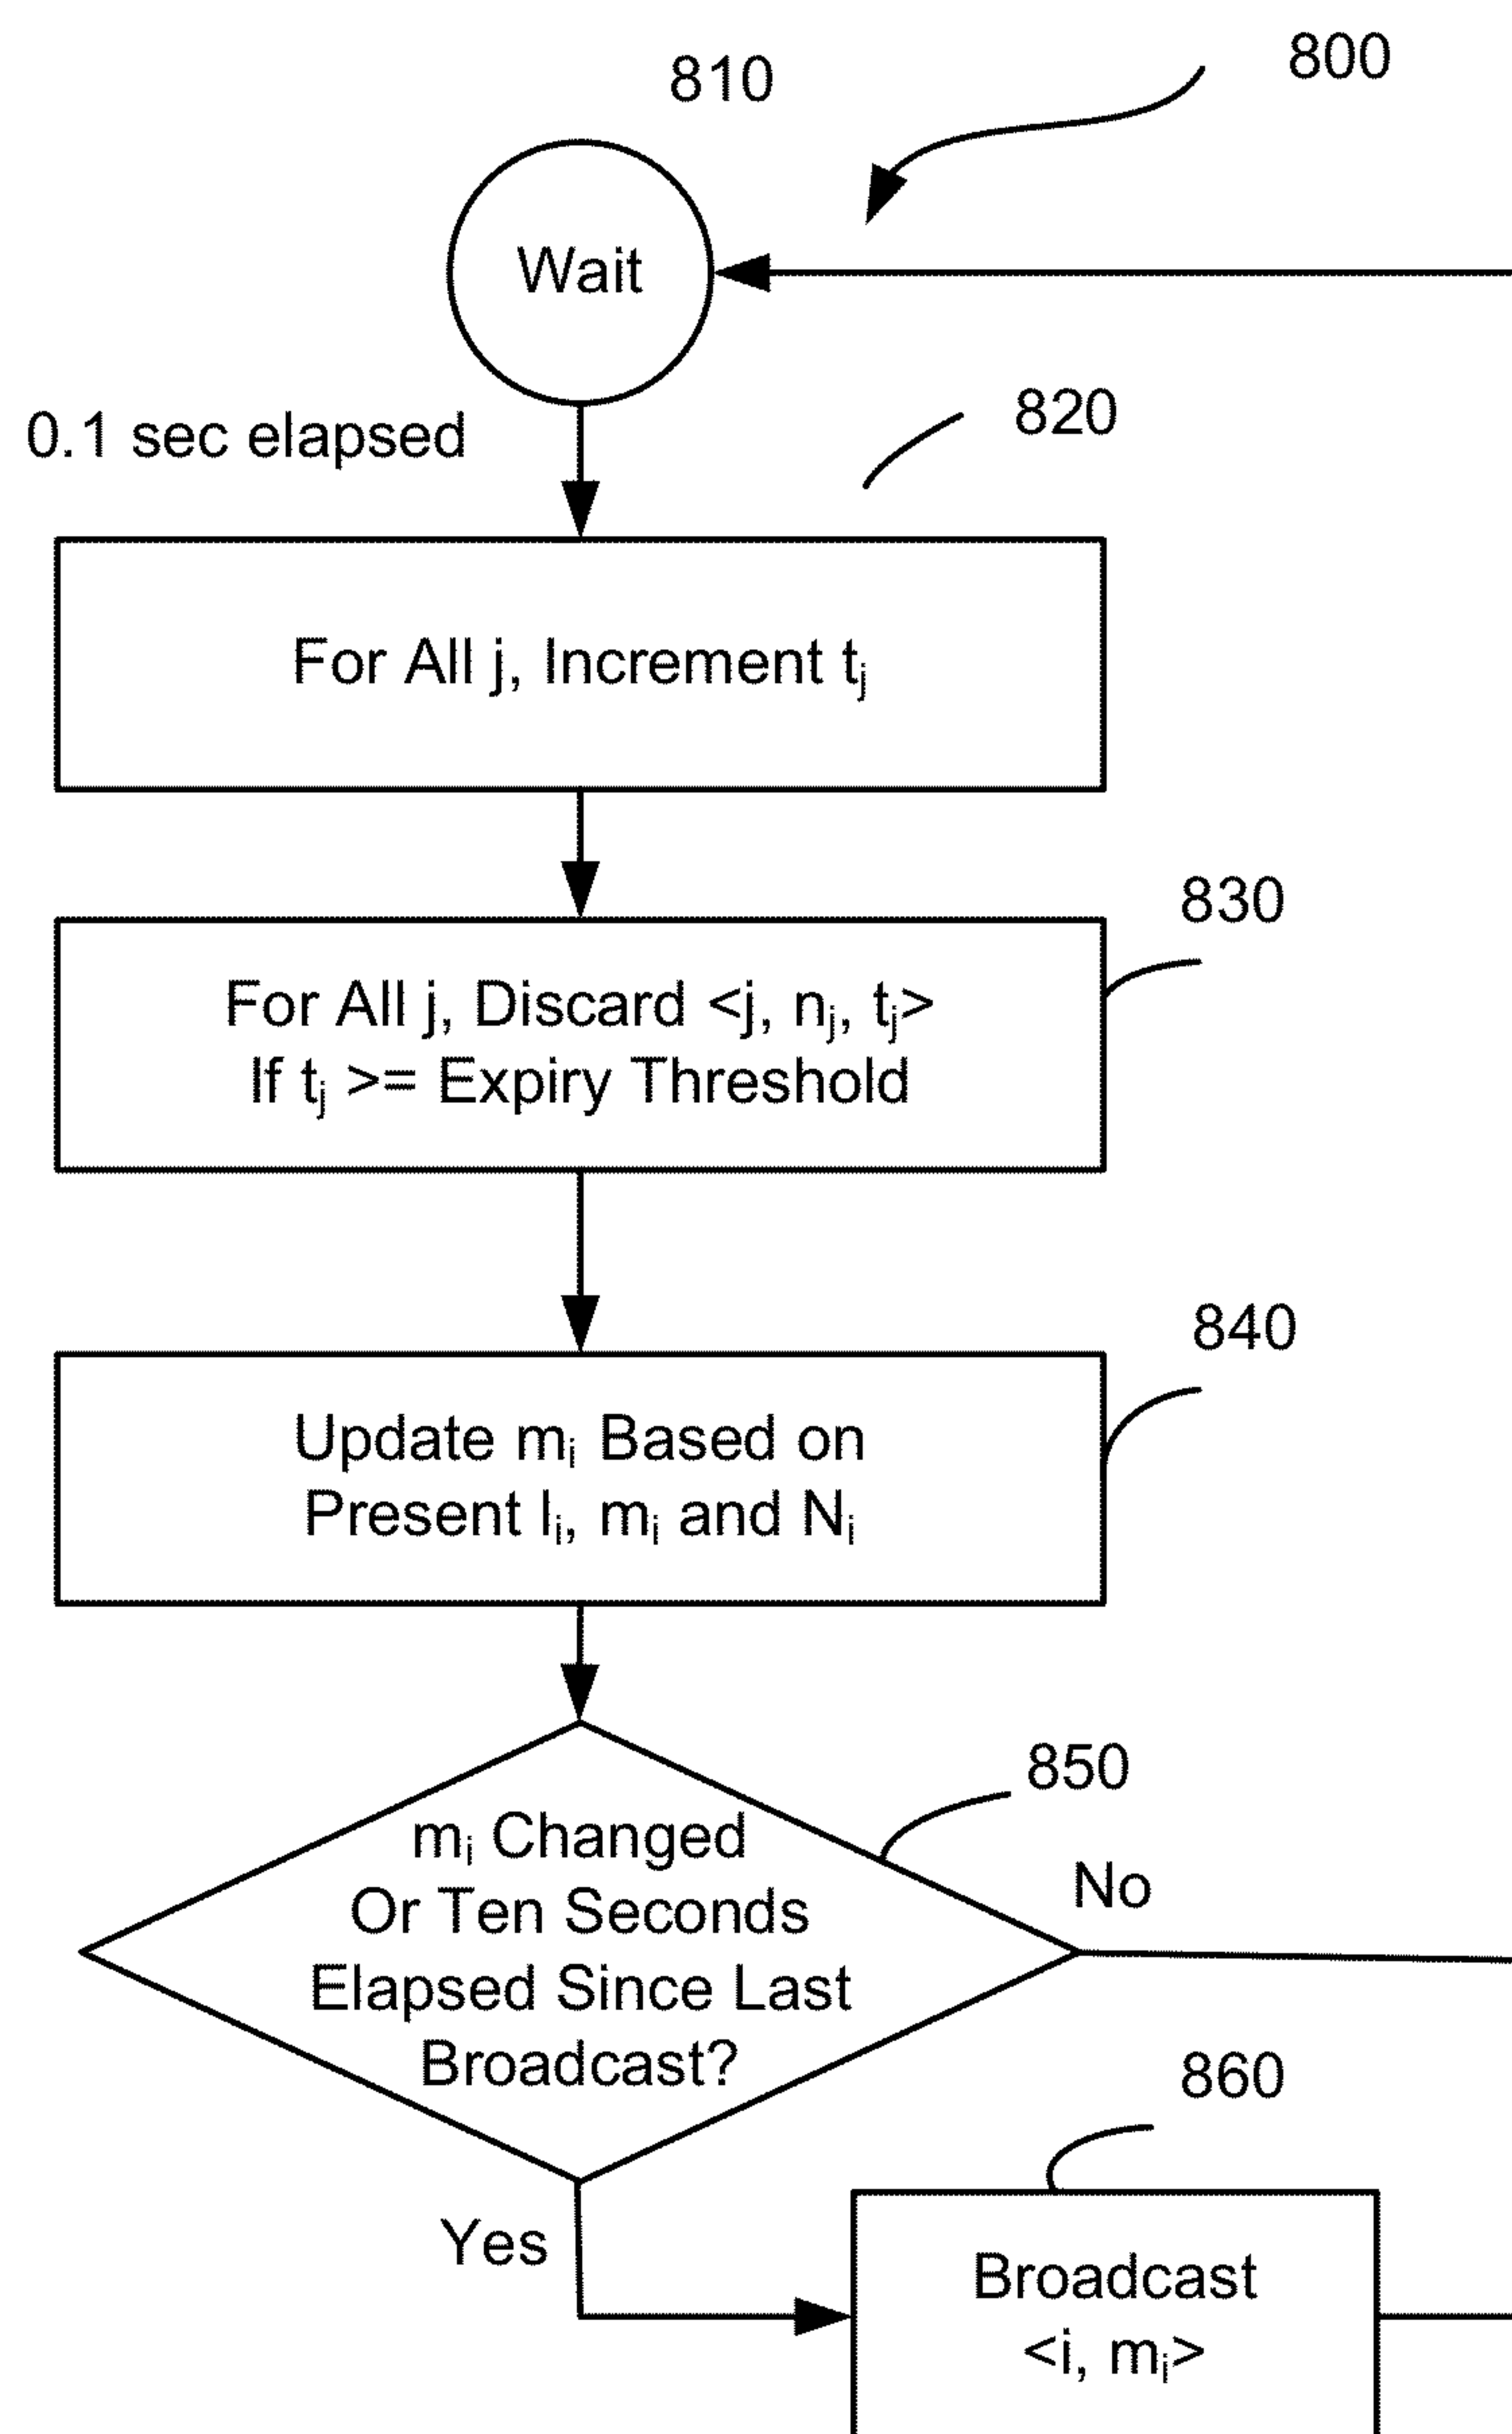 810
800
Wait
0.1 sec elapsed
820
For All j, Increment tⱼ
830
For All j, Discard <j, nⱼ, tⱼ>
If tⱼ >= Expiry Threshold
840
Update mᵢ Based on
Present lᵢ, mᵢ and Nᵢ
850
mᵢ Changed
Or Ten Seconds
Elapsed Since Last
Broadcast?
No
860
Yes
Broadcast
<i, mᵢ>